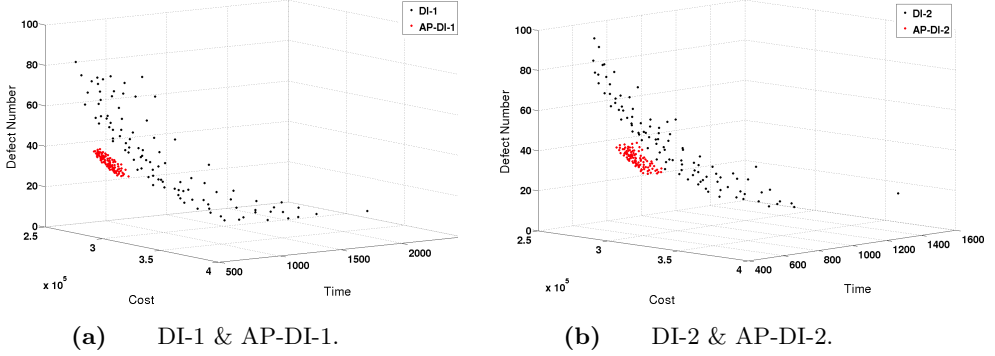 DI-1
AP-DI-1
100
80
60
40
20
0
Defect Number
2.5
3
3.5
4
x 10^5
Cost
500
1000
1500
2000
Time
(a) DI-1 & AP-DI-1.
DI-2
AP-DI-2
100
80
60
40
20
0
Defect Number
2.5
3
3.5
4
x 10^5
Cost
400
600
800
1000
1200
1400
1600
Time
(b) DI-2 & AP-DI-2.